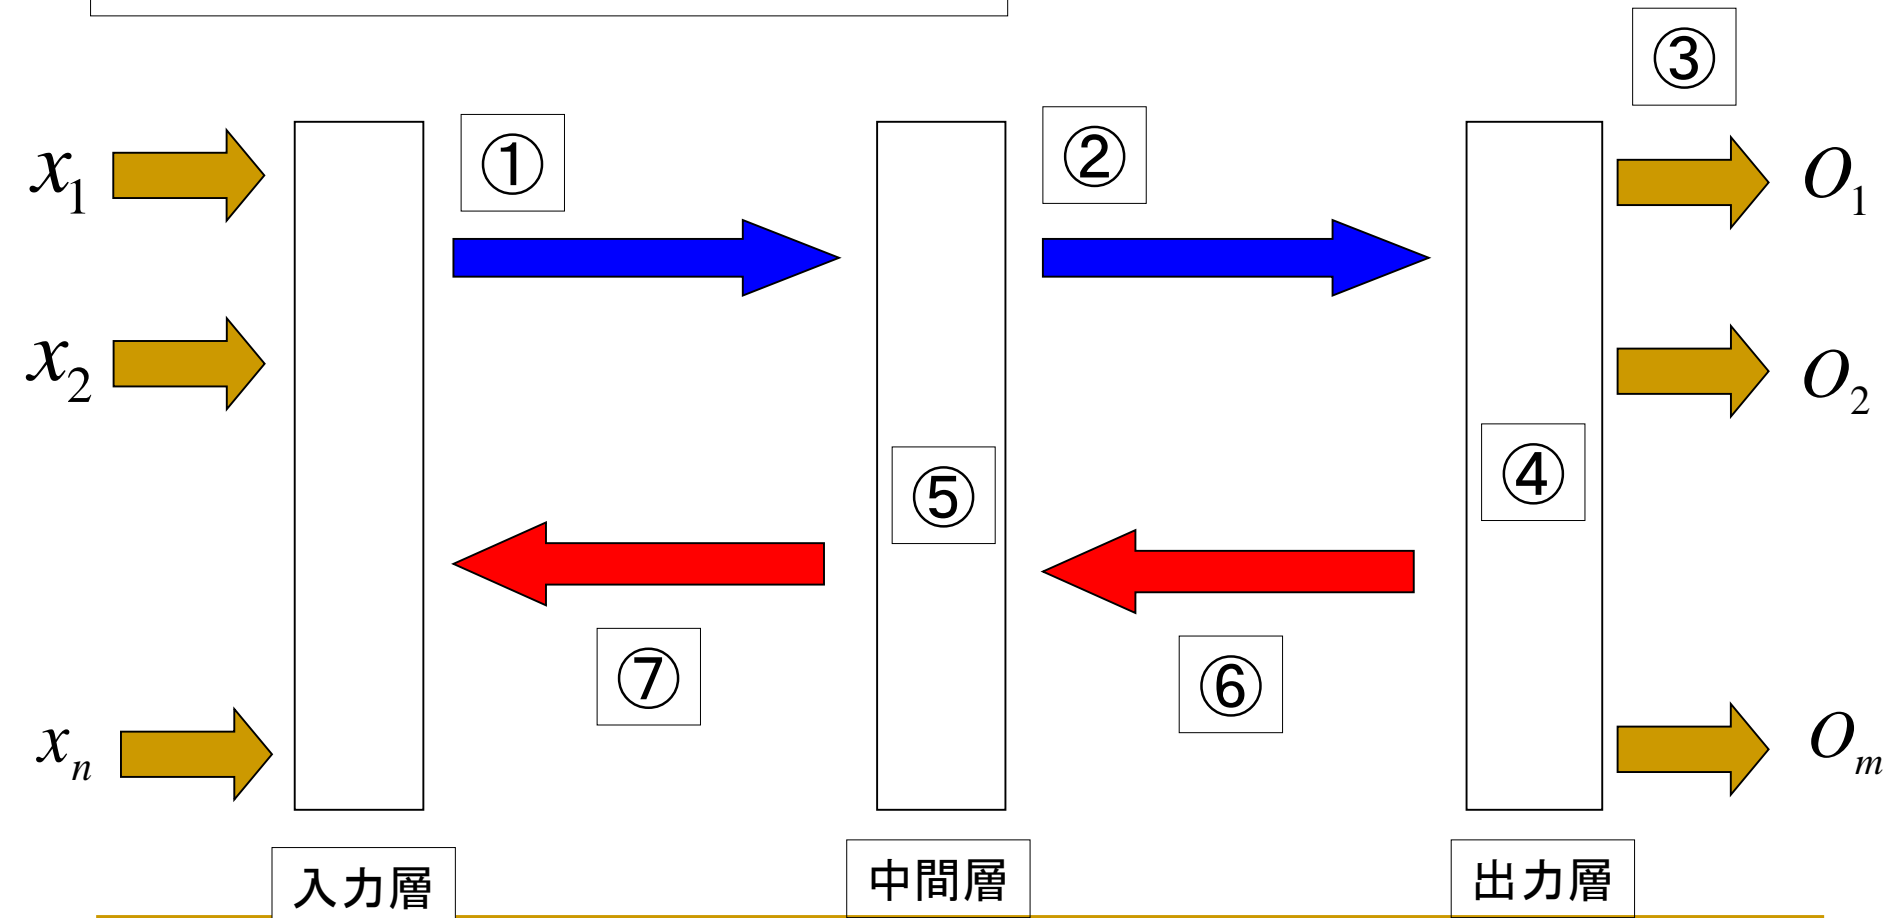 ③
① ②
x₁ O₁
x₂ O₂
⑤ ④
⑦ ⑥
xₙ Oₘ
入力層 中間層 出力層